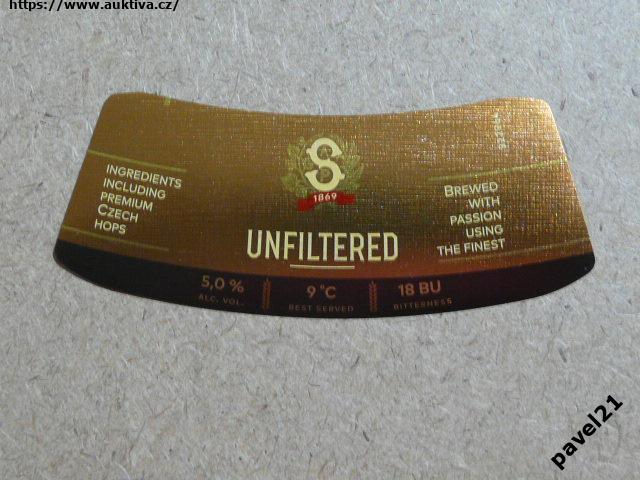 https://www.auktiva.cz/
S
1869
UNFILTERED
INGREDIENTS
INCLUDING
PREMIUM
CZECH
HOPS
BREWED
WITH
PASSION
USING
THE FINEST
5,0 %
ALC. VOL.
9 °C
BEST SERVED
18 BU
BITTERNESS
pavel21